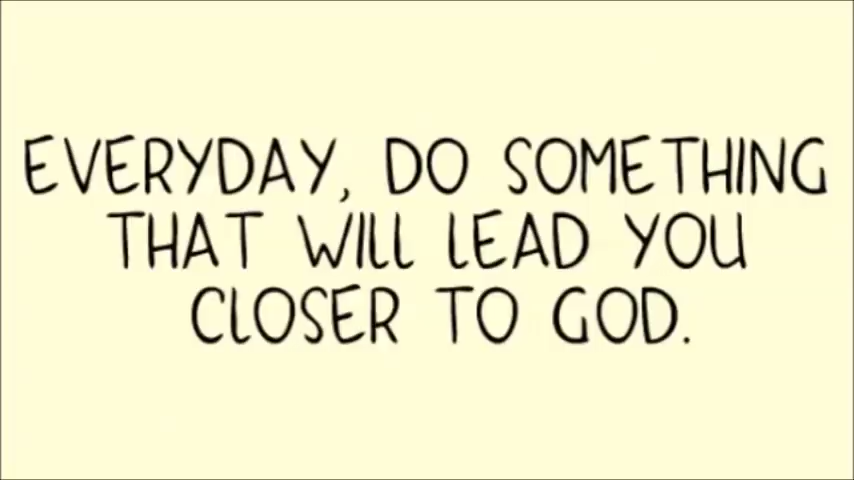 EVERYDAY, DO SOMETHING
THAT WILL LEAD YOU
CLOSER TO GOD.